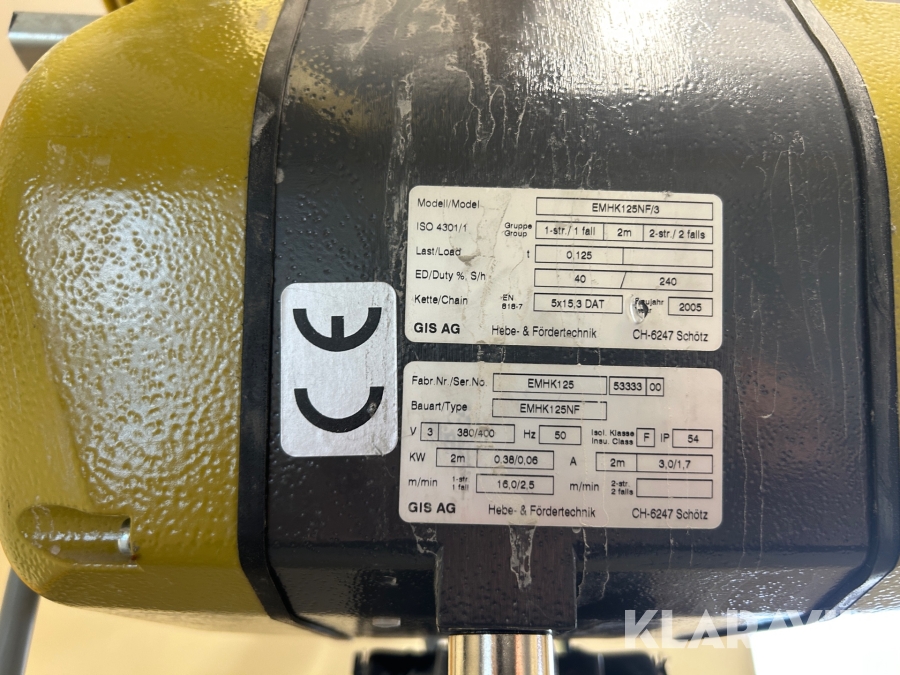 Modell/Model EMHK125NF/3
ISO 4301/1 Gruppe Group 1-str./1 fall 2m 2-str./2 falls
Last/Load t 0,125
ED/Duty %, S/h 40 / 240
Kette/Chain EN 818-7 5x15,3 DAT 2005
GIS AG Hebe- & Fördertechnik CH-6247 Schötz
CE
Fabr.Nr./Ser.No. EMHK125 53333 00
Bauart/Type EMHK125NF
V 3 380/400 Hz 50 Isol. Klasse Insu. Class F IP 54
KW 2m 0,38/0,06 A 2m 3,0/1,7
m/min 1-str 1 fall 16,0/2,5 m/min 2-str. 2 falls
GIS AG Hebe- & Fördertechnik CH-6247 Schötz